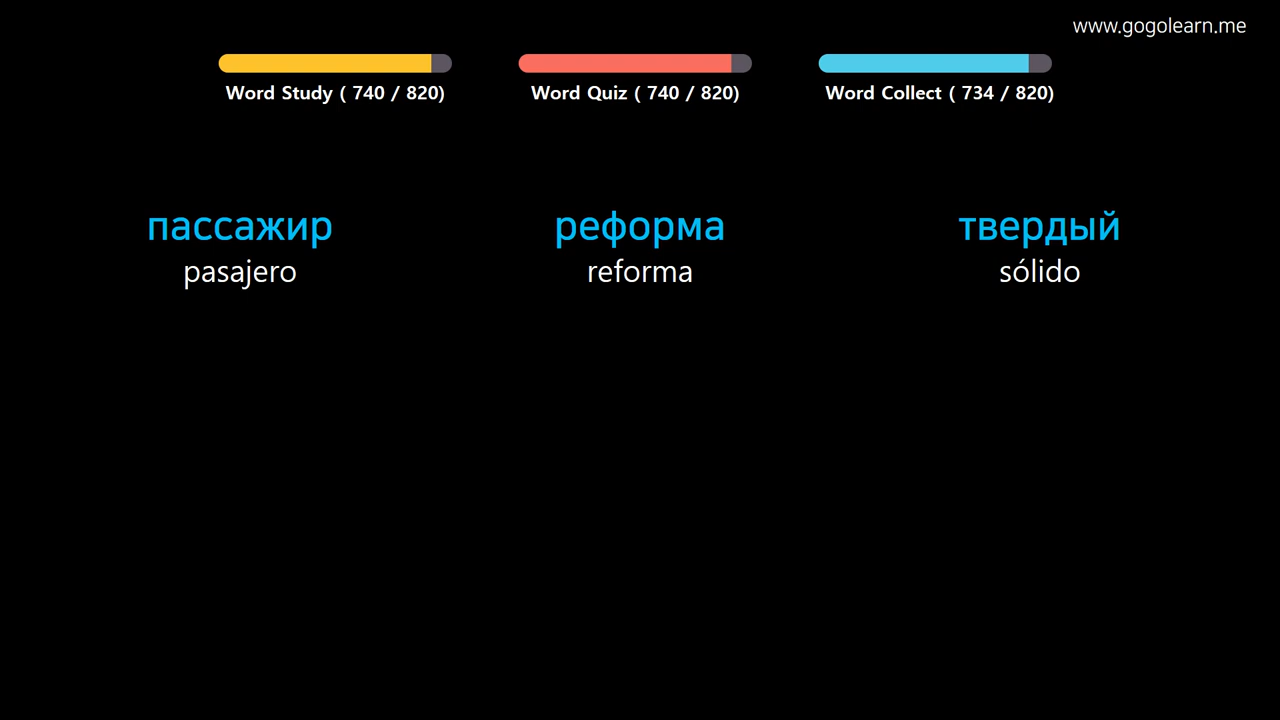 www.gogolearn.me
Word Study ( 740 / 820)
Word Quiz ( 740 / 820)
Word Collect ( 734 / 820)
пассажир
pasajero
реформа
reforma
твердый
sólido